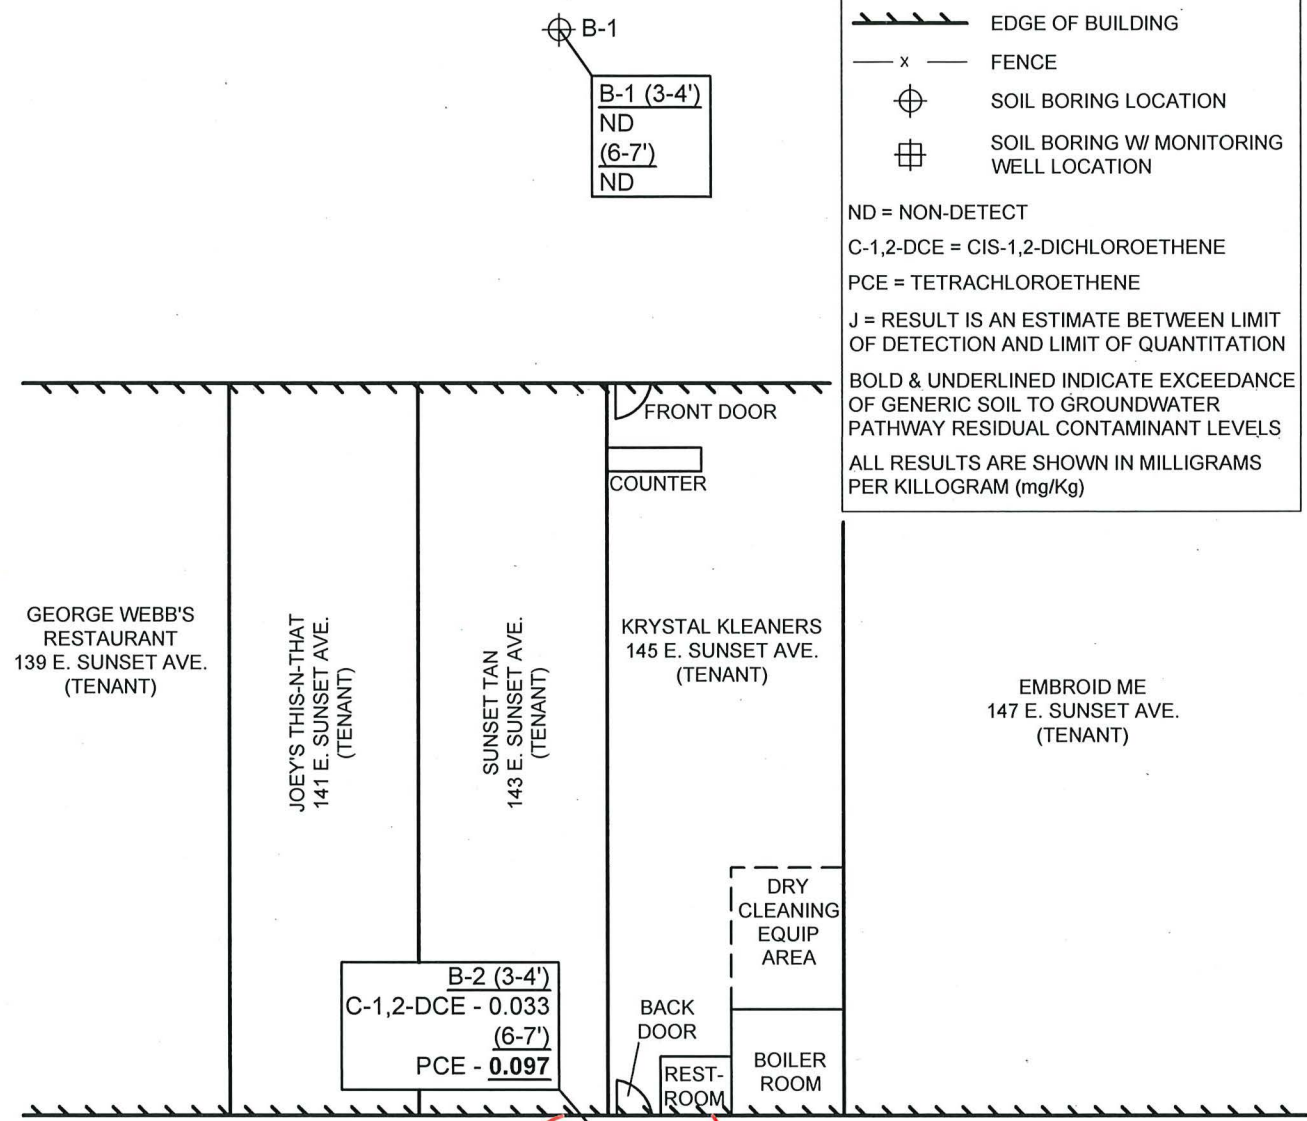 B-1
B-1 (3-4')
ND
(6-7')
ND
EDGE OF BUILDING
x
FENCE
SOIL BORING LOCATION
SOIL BORING W/ MONITORING
WELL LOCATION
ND = NON-DETECT
C-1,2-DCE = CIS-1,2-DICHLOROETHENE
PCE = TETRACHLOROETHENE
J = RESULT IS AN ESTIMATE BETWEEN LIMIT
OF DETECTION AND LIMIT OF QUANTITATION
BOLD & UNDERLINED INDICATE EXCEEDANCE
OF GENERIC SOIL TO GROUNDWATER
PATHWAY RESIDUAL CONTAMINANT LEVELS
ALL RESULTS ARE SHOWN IN MILLIGRAMS
PER KILLOGRAM (mg/Kg)
FRONT DOOR
COUNTER
GEORGE WEBB'S
RESTAURANT
139 E. SUNSET AVE.
(TENANT)
JOEY'S THIS-N-THAT
141 E. SUNSET AVE.
(TENANT)
SUNSET TAN
143 E. SUNSET AVE.
(TENANT)
KRYSTAL KLEANERS
145 E. SUNSET AVE.
(TENANT)
EMBROID ME
147 E. SUNSET AVE.
(TENANT)
DRY
CLEANING
EQUIP
AREA
B-2 (3-4')
C-1,2-DCE - 0.033
(6-7')
PCE - 0.097
BACK
DOOR
REST-
ROOM
BOILER
ROOM